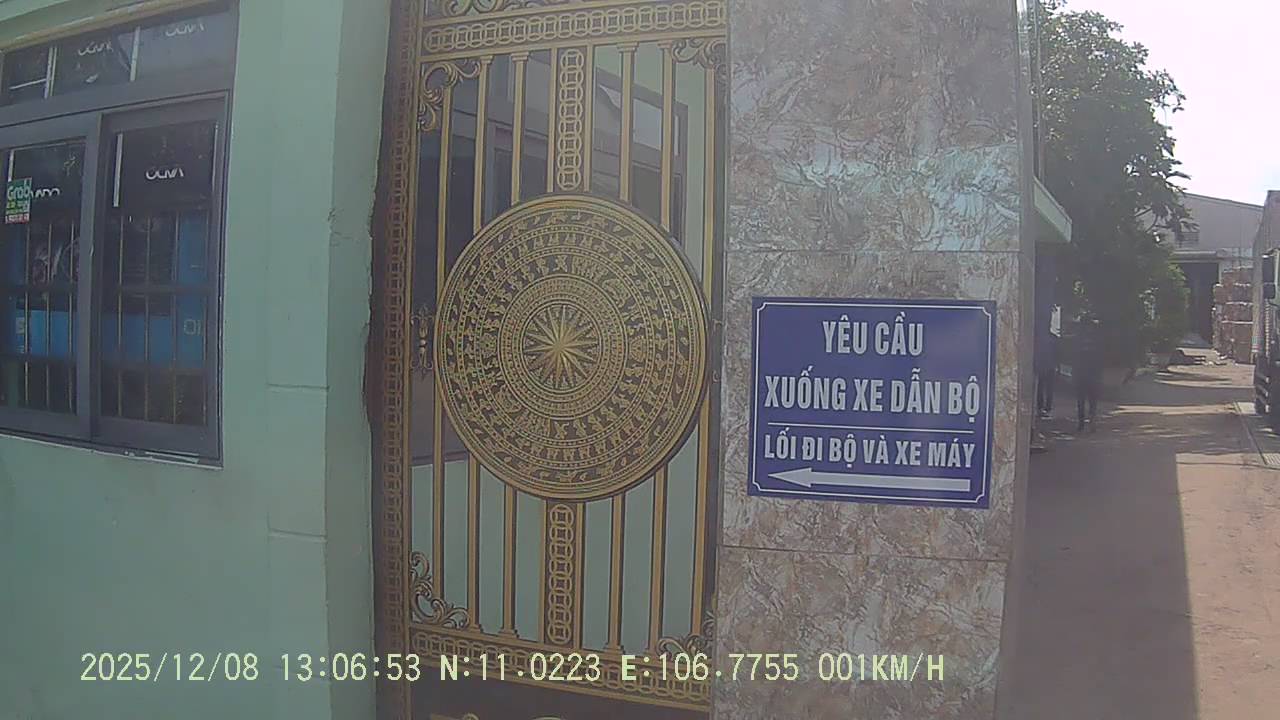 Grab
YÊU CẦU
XUỐNG XE DẪN BỘ
LỐI ĐI BỘ VÀ XE MÁY
2025/12/08 13:06:53 N:11.0223 E:106.7755 001KM/H